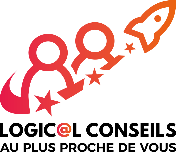 LOGIC@L CONSEILS
AU PLUS PROCHE DE VOUS